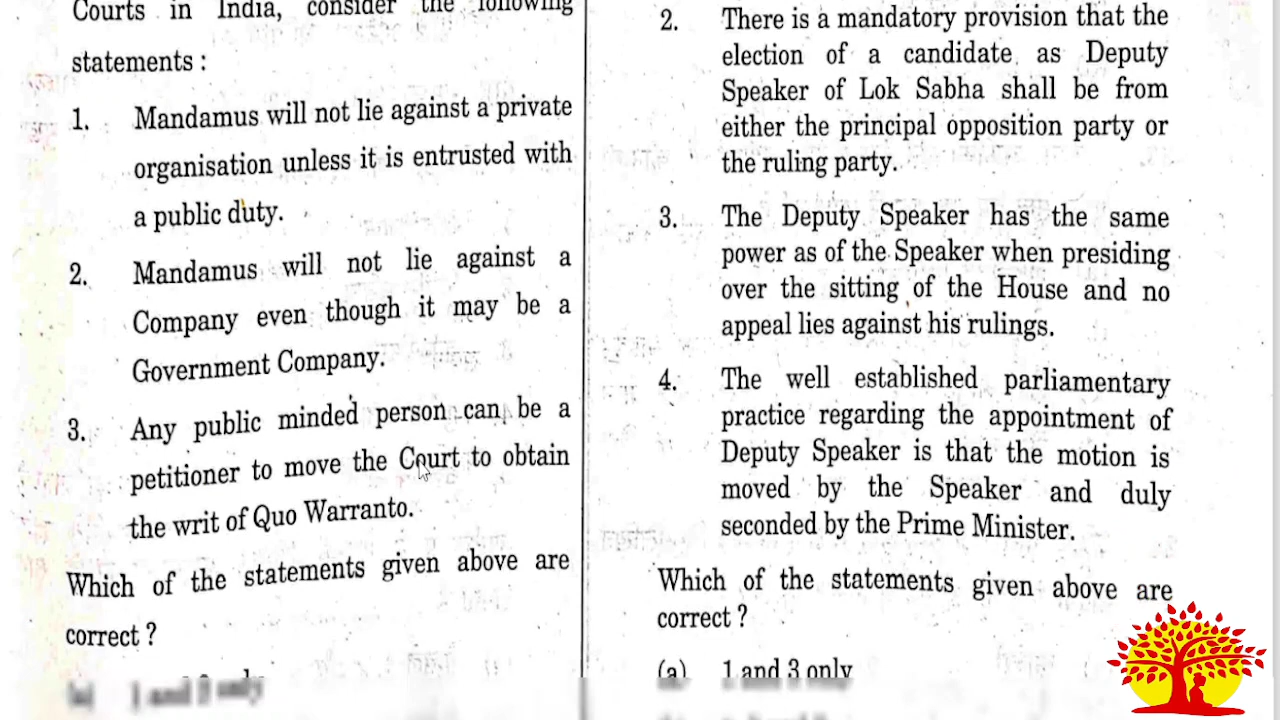 Courts in India, consider the following
statements :
1. Mandamus will not lie against a private
organisation unless it is entrusted with
a public duty.
2. Mandamus will not lie against a
Company even though it may be a
Government Company.
3. Any public minded person can be a
petitioner to move the Court to obtain
the writ of Quo Warranto.
Which of the statements given above are
correct ?
2. There is a mandatory provision that the
election of a candidate as Deputy
Speaker of Lok Sabha shall be from
either the principal opposition party or
the ruling party.
3. The Deputy Speaker has the same
power as of the Speaker when presiding
over the sitting of the House and no
appeal lies against his rulings.
4. The well established parliamentary
practice regarding the appointment of
Deputy Speaker is that the motion is
moved by the Speaker and duly
seconded by the Prime Minister.
Which of the statements given above are
correct ?
(a) 1 and 3 only